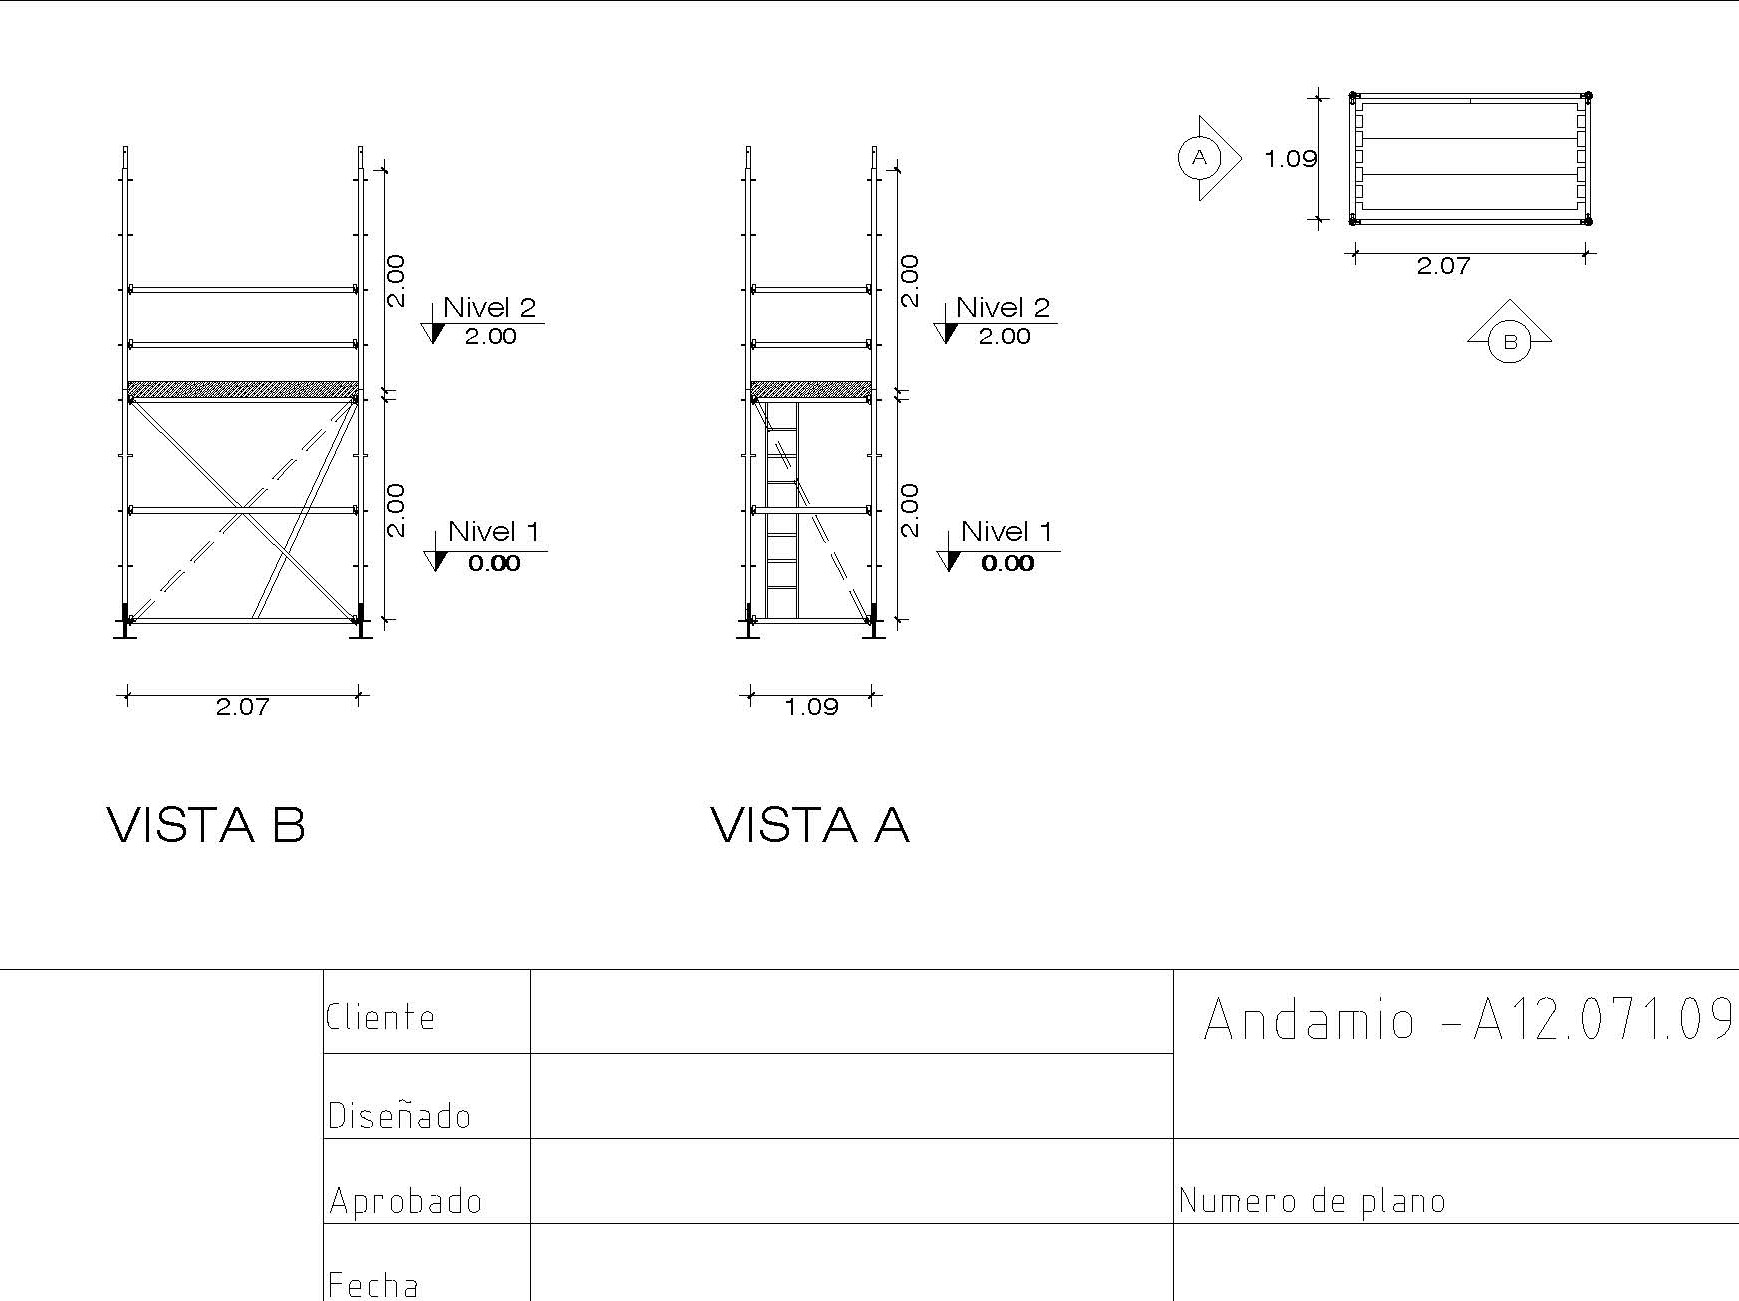 A
1.09
2.07
B
2.00
Nivel 2
2.00
2.00
Nivel 1
0.00
2.07
VISTA B
2.00
Nivel 2
2.00
2.00
Nivel 1
0.00
1.09
VISTA A
Cliente
Diseñado
Aprobado
Fecha
Andamio -A12.071.09
Numero de plano